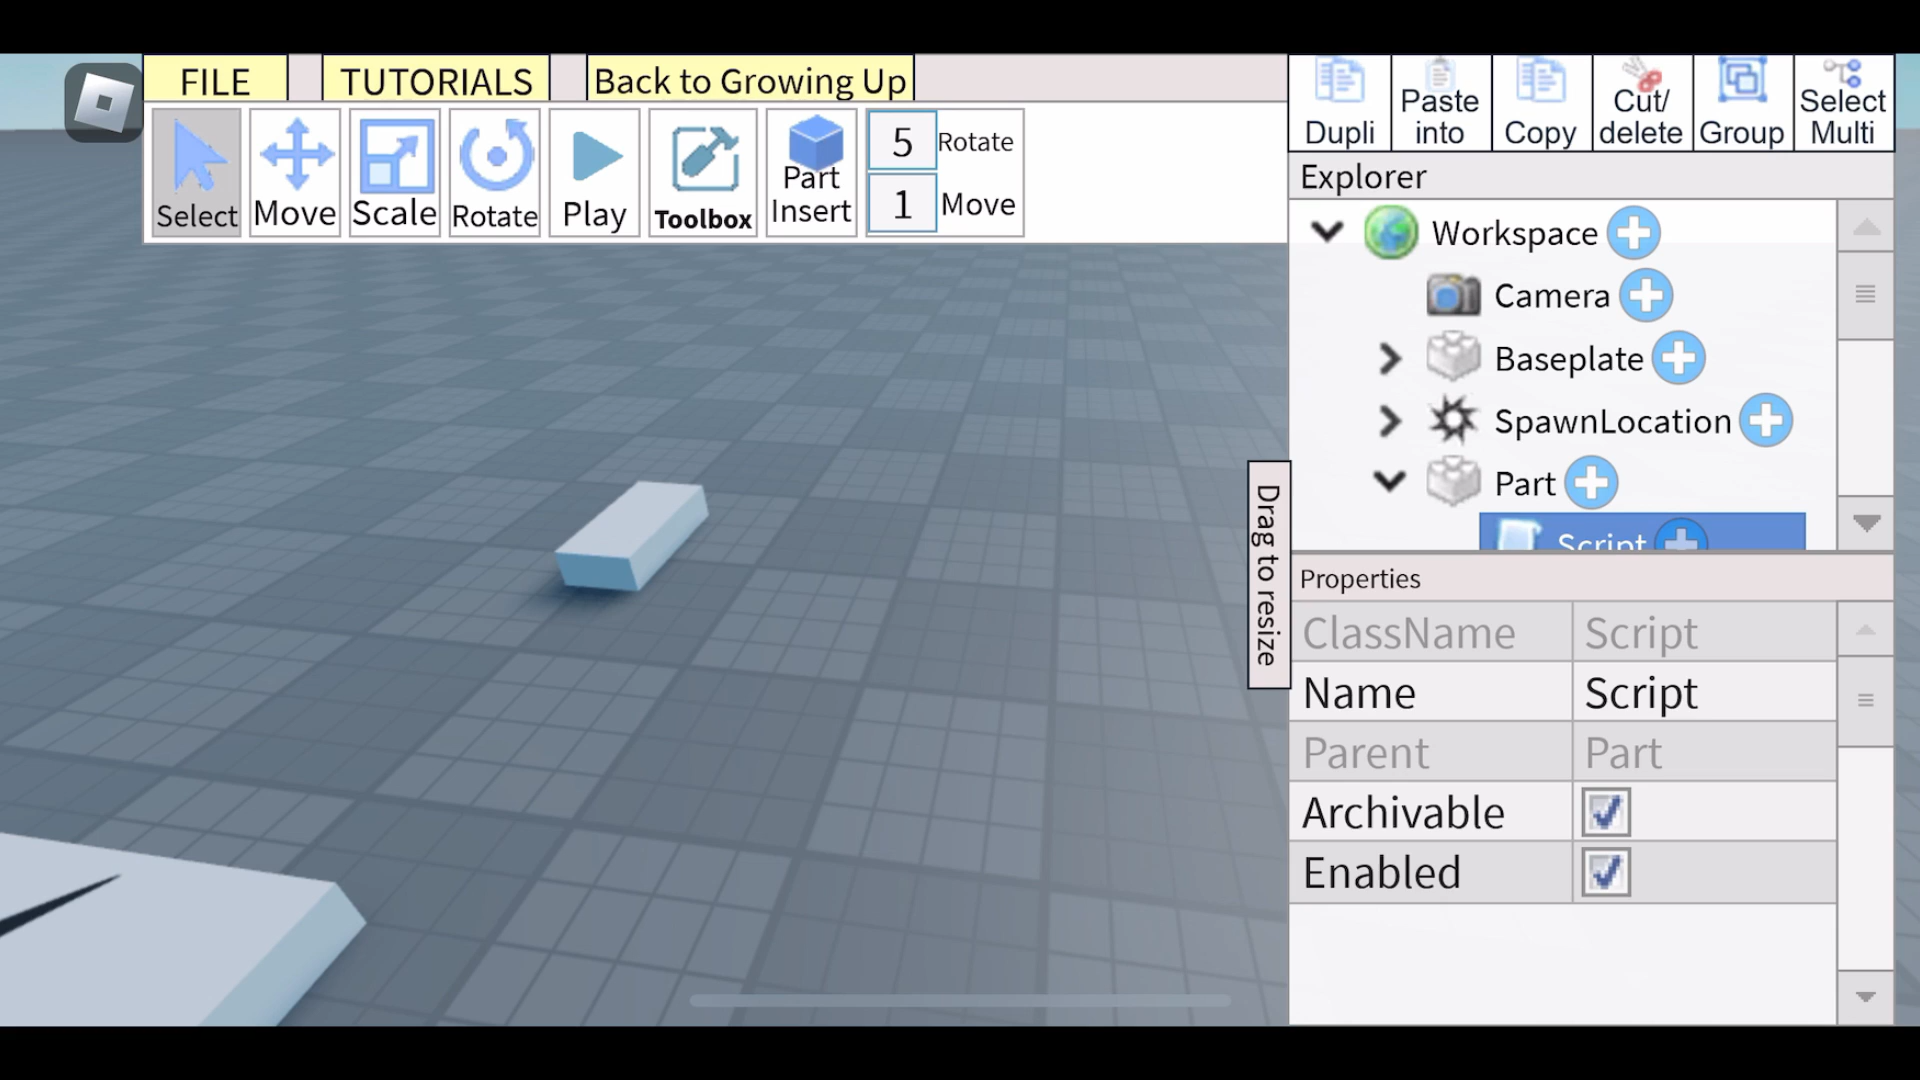 FILE
TUTORIALS
Back to Growing Up
Select
Move
Scale
Rotate
Play
Toolbox
Part
Insert
5 Rotate
1 Move
Dupli
Paste
into
Copy
Cut/
delete
Group
Select
Multi
Explorer
Workspace
Camera
Baseplate
SpawnLocation
Part
Script
Drag to resize
Properties
ClassName Script
Name Script
Parent Part
Archivable
Enabled